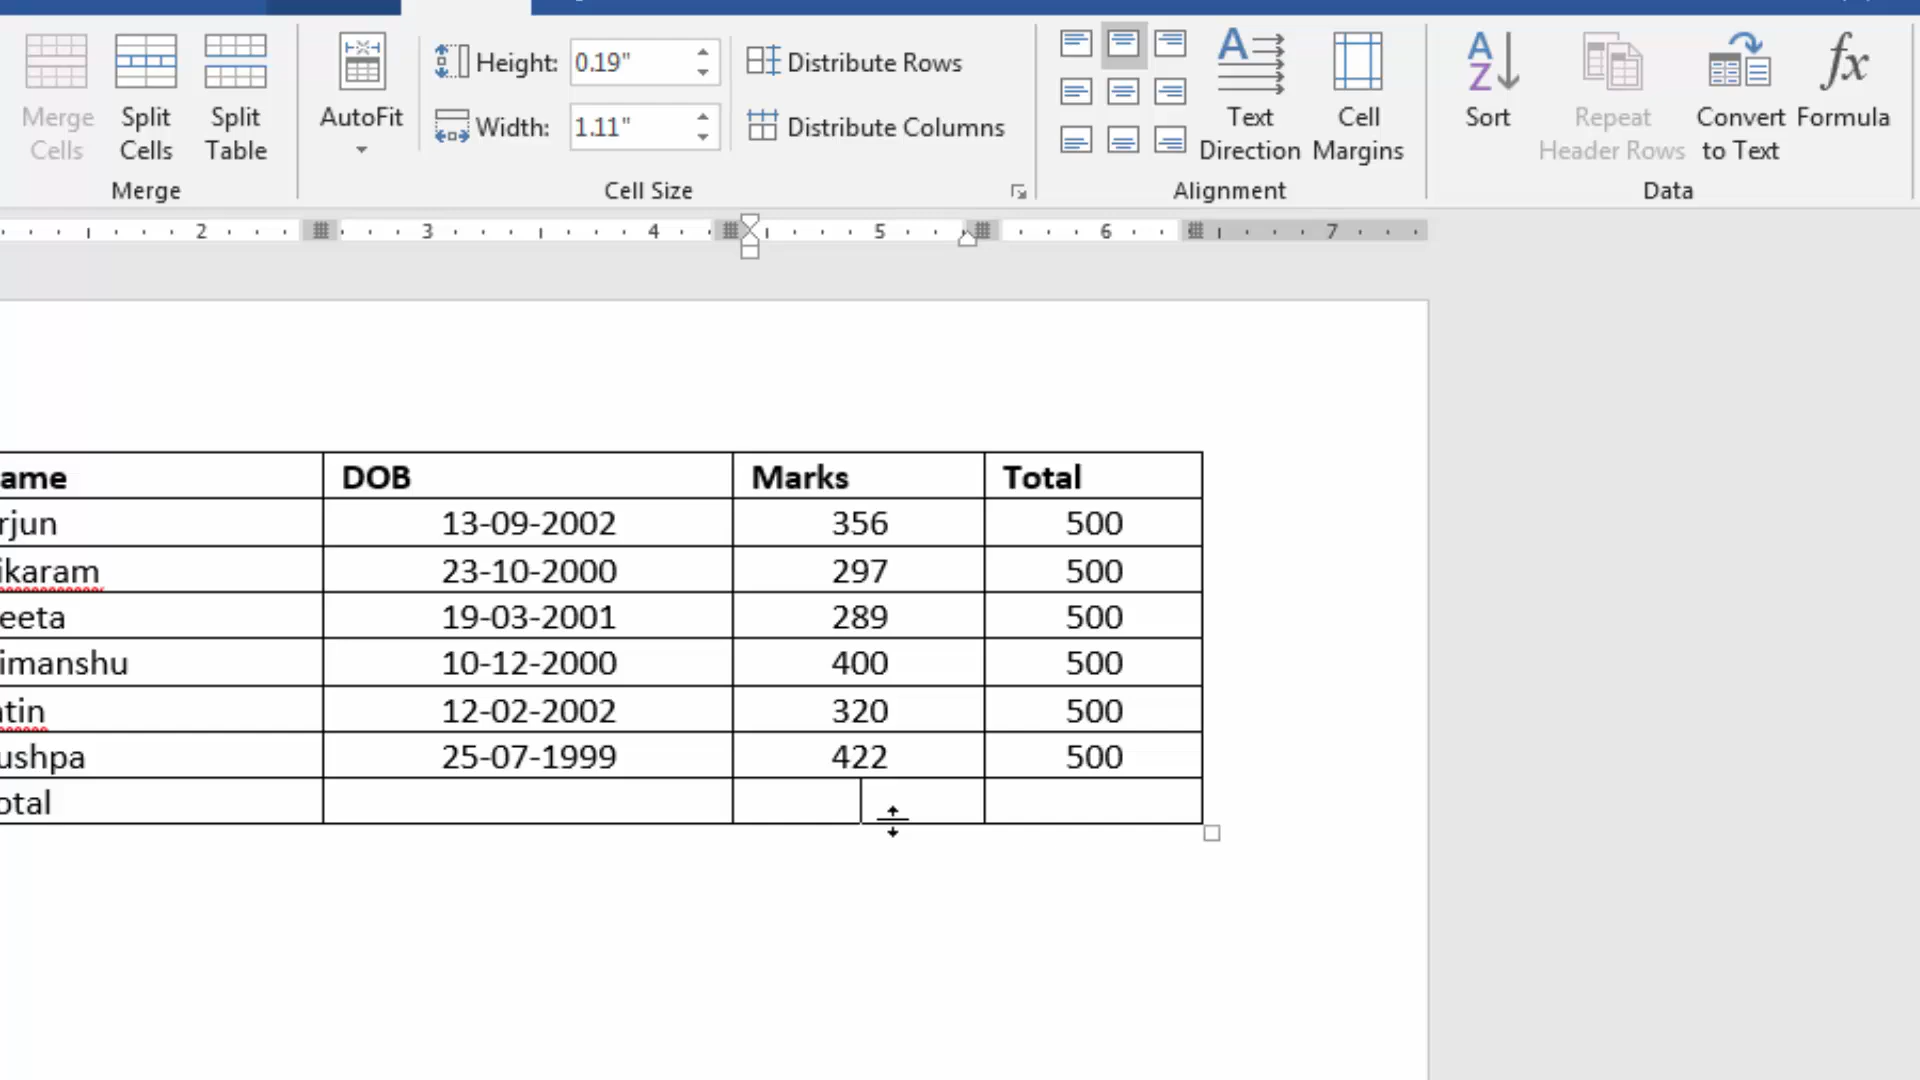 Merge Cells
Split Cells
Split Table
AutoFit
Height: 0.19"
Width: 1.11"
Distribute Rows
Distribute Columns
Text Direction
Cell Margins
Sort
Repeat Header Rows
Convert to Text
Formula
Merge
Cell Size
Alignment
Data
2 3 4 5 6 7
ame DOB Marks Total
rjun 13-09-2002 356 500
ikaram 23-10-2000 297 500
eeta 19-03-2001 289 500
imanshu 10-12-2000 400 500
tin 12-02-2002 320 500
ushpa 25-07-1999 422 500
otal